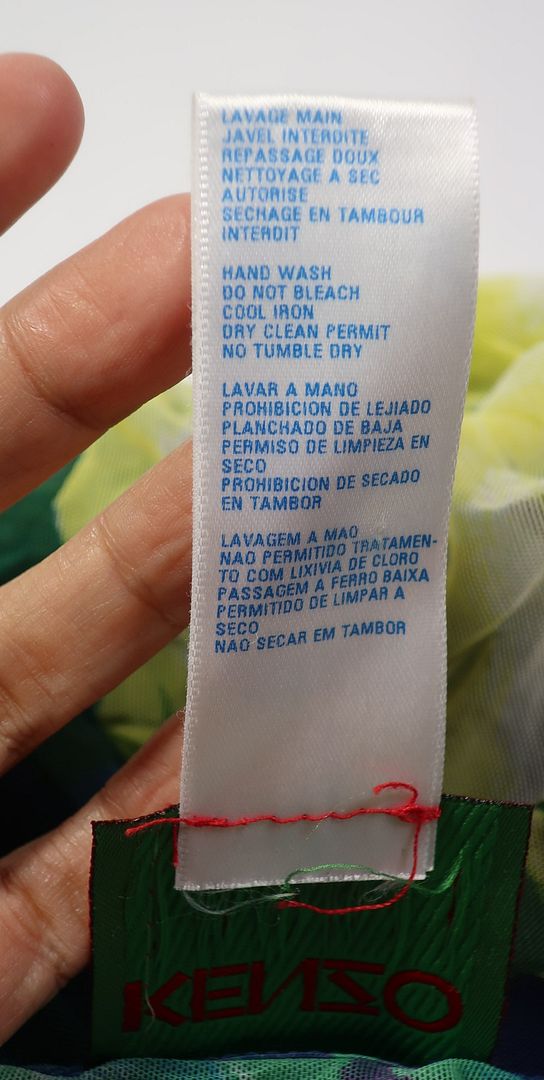 LAVAGE MAIN
JAVEL INTERDITE
REPASSAGE DOUX
NETTOYAGE A SEC
AUTORISE
SECHAGE EN TAMBOUR
INTERDIT
HAND WASH
DO NOT BLEACH
COOL IRON
DRY CLEAN PERMIT
NO TUMBLE DRY
LAVAR A MANO
PROHIBICION DE LEJIADO
PLANCHADO DE BAJA
PERMISO DE LIMPIEZA EN
SECO
PROHIBICION DE SECADO
EN TAMBOR
LAVAGEM A MAO
NAO PERMITIDO TRATAMEN-
TO COM LIXIVIA DE CLORO
PASSAGEM A FERRO BAIXA
PERMITIDO DE LIMPAR A
SECO
NAO SECAR EM TAMBOR
KENZO